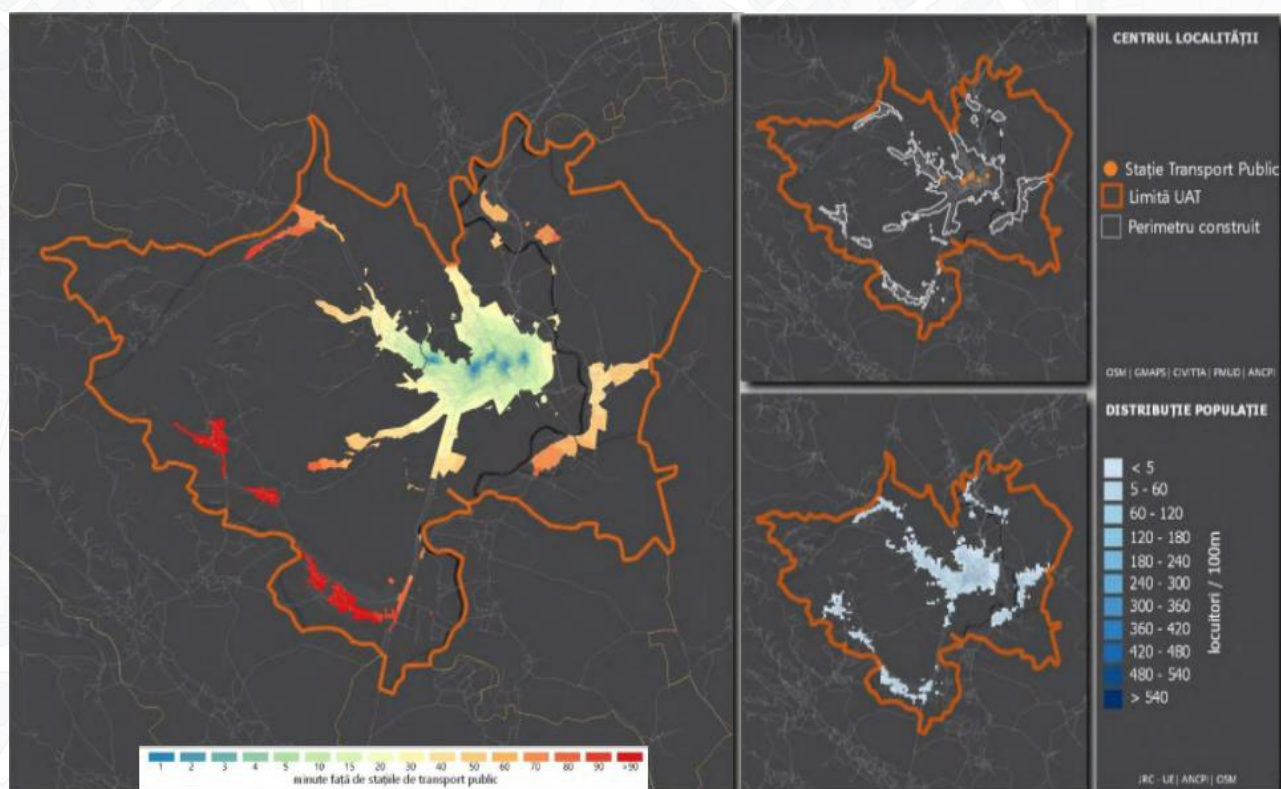 CENTRUL LOCALITĂȚII
Stație Transport Public
Limită UAT
Perimetru construit
OSM | GMAPS | CIVITTA | PMUD | ANCPI
DISTRIBUȚIE POPULAȚIE
< 5
5 - 60
60 - 120
120 - 180
180 - 240
240 - 300
300 - 360
360 - 420
420 - 480
480 - 540
> 540
locuitori / 100m
JRC - UE | ANCPI | OSM
1 2 3 4 5 10 15 20 30 40 50 60 70 80 90 >90
minute față de stațiile de transport public